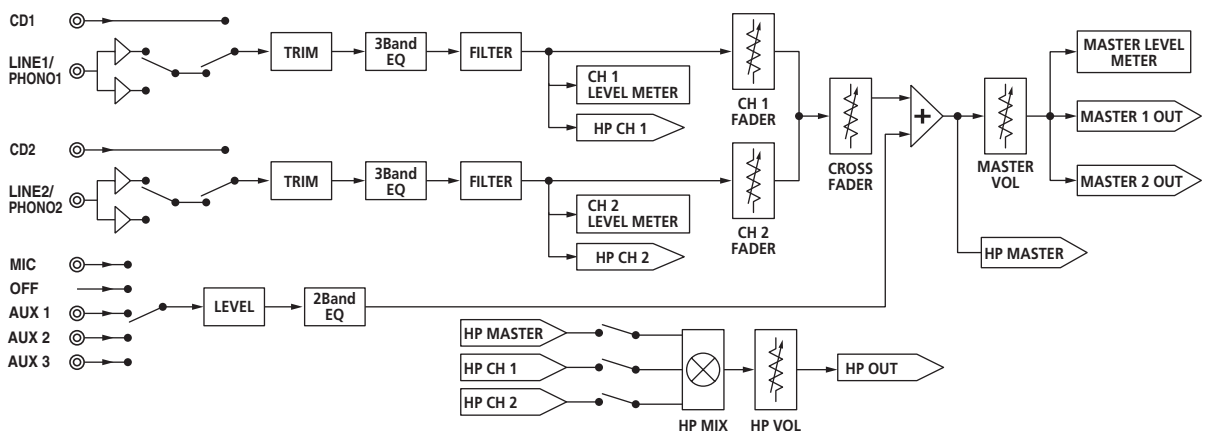 CD1
LINE1/
PHONO1
TRIM
3Band
EQ
FILTER
CH 1
LEVEL METER
HP CH 1
CH 1
FADER
CD2
LINE2/
PHONO2
TRIM
3Band
EQ
FILTER
CH 2
LEVEL METER
HP CH 2
CH 2
FADER
CROSS
FADER
+
MASTER
VOL
MASTER LEVEL
METER
MASTER 1 OUT
MASTER 2 OUT
HP MASTER
MIC
OFF
AUX 1
AUX 2
AUX 3
LEVEL
2Band
EQ
HP MASTER
HP CH 1
HP CH 2
HP MIX
HP VOL
HP OUT